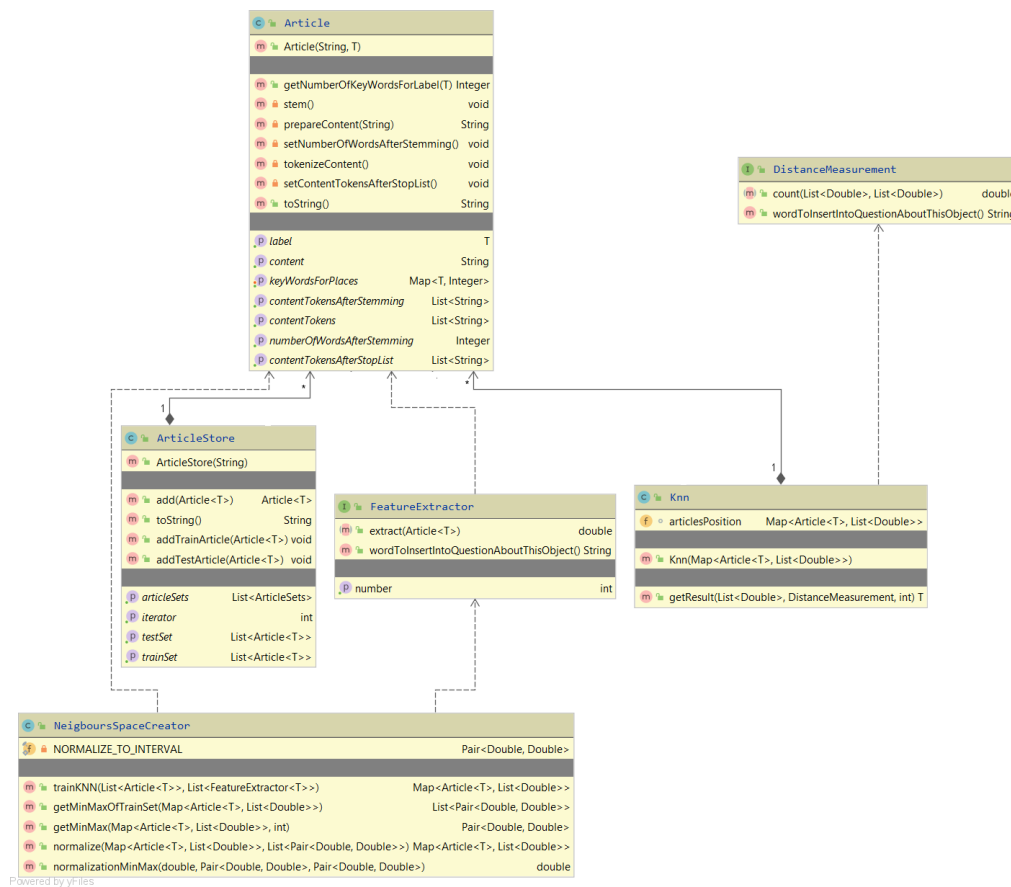 Article
Article(String, T)
getNumberOfKeyWordsForLabel(T) Integer
stem() void
prepareContent(String) String
setNumberOfWordsAfterStemming() void
tokenizeContent() void
setContentTokensAfterStopList() void
toString() String
label T
content String
keyWordsForPlaces Map<T, Integer>
contentTokensAfterStemming List<String>
contentTokens List<String>
numberOfWordsAfterStemming Integer
contentTokensAfterStopList List<String>
DistanceMeasurement
count(List<Double>, List<Double>) double
wordToInsertIntoQuestionAboutThisObject() String
*
*
1
1
ArticleStore
ArticleStore(String)
add(Article<T>) Article<T>
toString() String
addTrainArticle(Article<T>) void
addTestArticle(Article<T>) void
articleSets List<ArticleSets>
iterator int
testSet List<Article<T>>
trainSet List<Article<T>>
FeatureExtractor
extract(Article<T>) double
wordToInsertIntoQuestionAboutThisObject() String
number int
Knn
articlesPosition Map<Article<T>, List<Double>>
Knn(Map<Article<T>, List<Double>>)
getResult(List<Double>, DistanceMeasurement, int) T
NeigboursSpaceCreator
NORMALIZE_TO_INTERVAL Pair<Double, Double>
trainKNN(List<Article<T>>, List<FeatureExtractor<T>>) Map<Article<T>, List<Double>>
getMinMaxOfTrainSet(Map<Article<T>, List<Double>>) List<Pair<Double, Double>>
getMinMax(Map<Article<T>, List<Double>>, int) Pair<Double, Double>
normalize(Map<Article<T>, List<Double>>, List<Pair<Double, Double>>) Map<Article<T>, List<Double>>
normalizationMinMax(double, Pair<Double, Double>, Pair<Double, Double>) double
Powered by yFiles